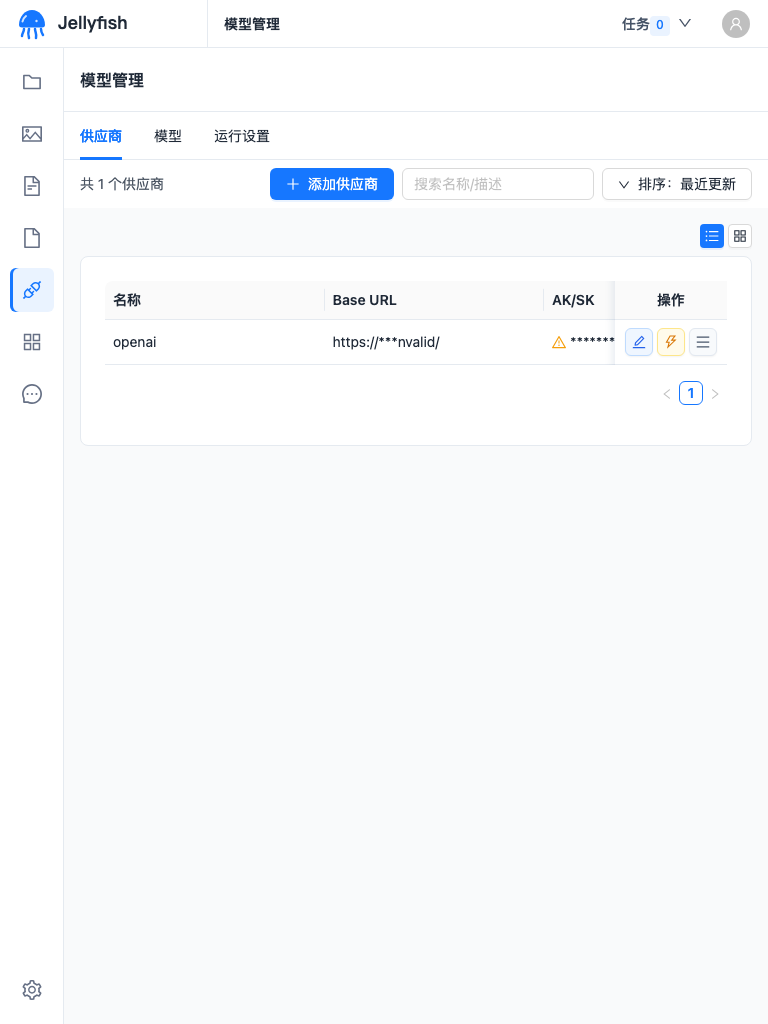 Jellyfish
模型管理
任务 0
模型管理
供应商
模型
运行设置
共 1 个供应商
添加供应商
搜索名称/描述
排序：最近更新
名称
Base URL
AK/SK
操作
openai
https://***nvalid/
*******
1